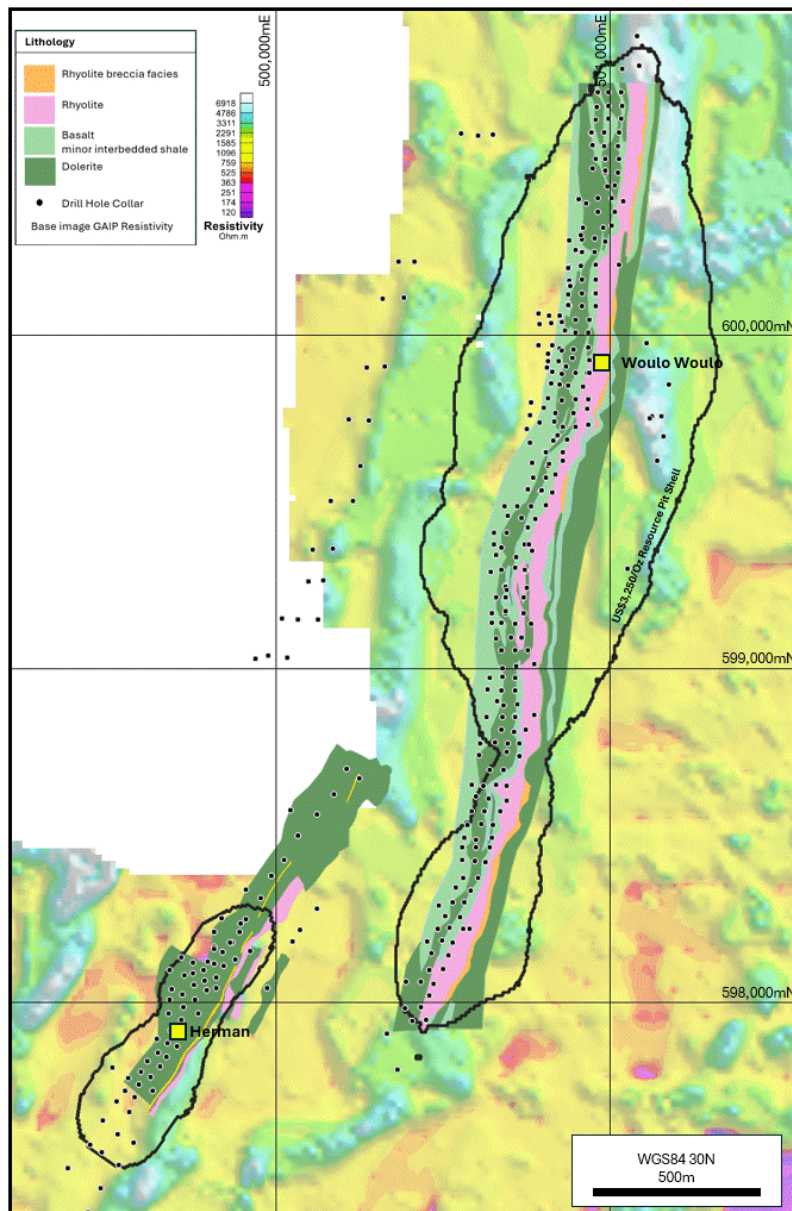 Lithology
Rhyolite breccia facies
Rhyolite
Basalt
minor interbedded shale
Dolerite
Drill Hole Collar
Base image GAIP Resistivity
6918
4786
3311
2291
1585
1096
759
525
363
251
174
120
Resistivity
Ohm.m
500,000mE
501,000mE
600,000mN
Woulo Woulo
US$3,250/Oz Resource Pit Shell
599,000mN
598,000mN
Herman
WGS84 30N
500m